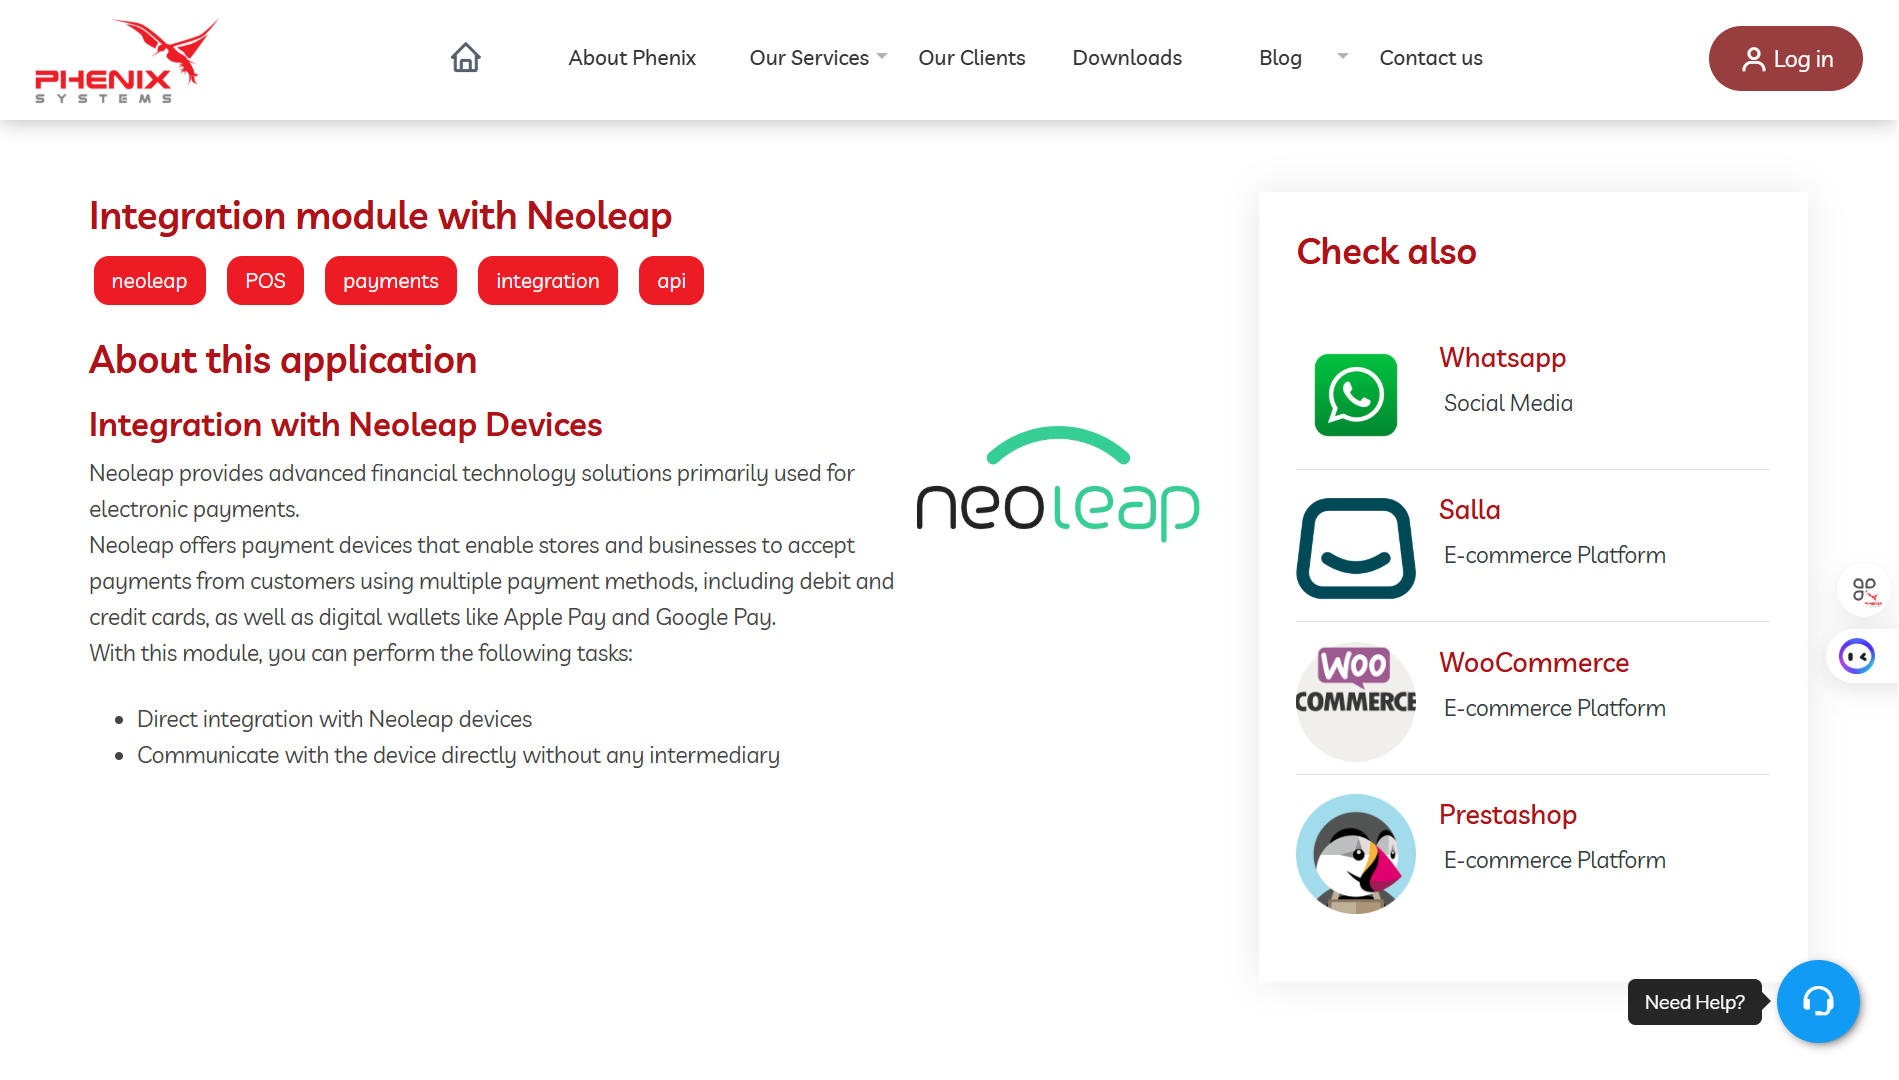 PHENIX
SYSTEMS
About Phenix
Our Services
Our Clients
Downloads
Blog
Contact us
Log in
Integration module with Neoleap
neoleap
POS
payments
integration
api
About this application
Integration with Neoleap Devices
Neoleap provides advanced financial technology solutions primarily used for
electronic payments.
Neoleap offers payment devices that enable stores and businesses to accept
payments from customers using multiple payment methods, including debit and
credit cards, as well as digital wallets like Apple Pay and Google Pay.
With this module, you can perform the following tasks:
Direct integration with Neoleap devices
Communicate with the device directly without any intermediary
neoleap
Check also
Whatsapp
Social Media
Salla
E-commerce Platform
WOO
COMMERCE
WooCommerce
E-commerce Platform
Prestashop
E-commerce Platform
PHENIX
Need Help?